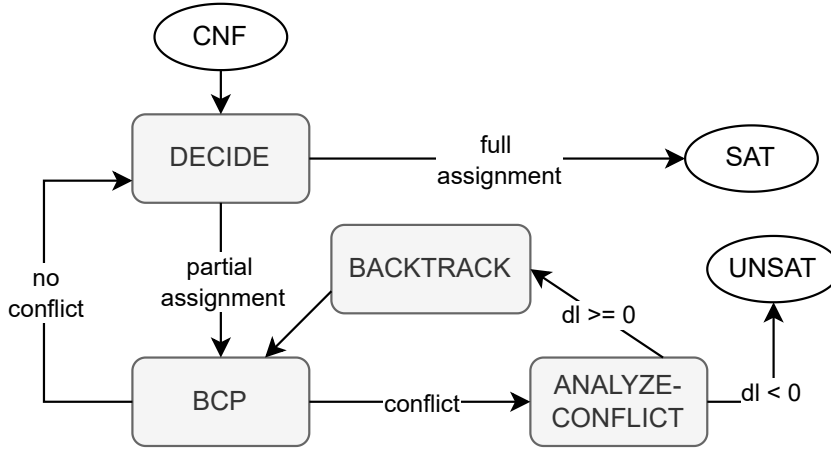 CNF
DECIDE
full
assignment
SAT
no
conflict
partial
assignment
BACKTRACK
UNSAT
dl >= 0
BCP
conflict
ANALYZE-
CONFLICT
dl < 0